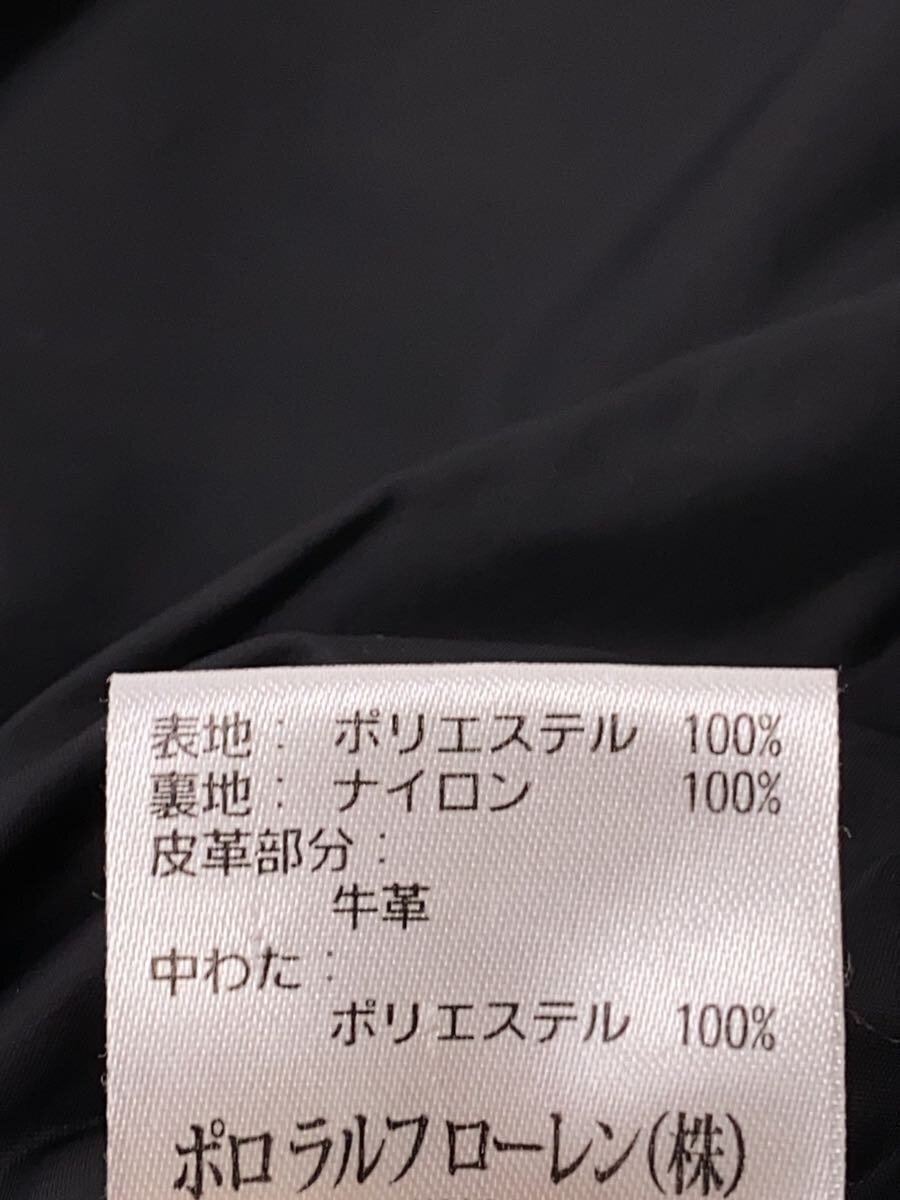 表地： ポリエステル 100%
裏地： ナイロン 100%
皮革部分：
牛革
中わた：
ポリエステル 100%
ポロ ラルフ ローレン(株)